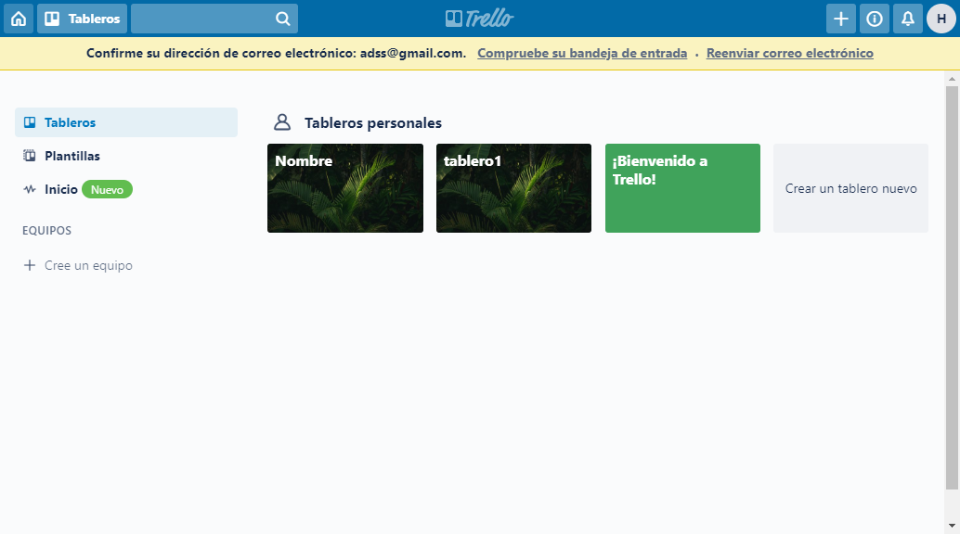 Tableros
Trello
H
Confirme su dirección de correo electrónico: adss@gmail.com. Compruebe su bandeja de entrada · Reenviar correo electrónico
Tableros
Plantillas
Inicio Nuevo
EQUIPOS
Cree un equipo
Tableros personales
Nombre
tablero1
¡Bienvenido a
Trello!
Crear un tablero nuevo